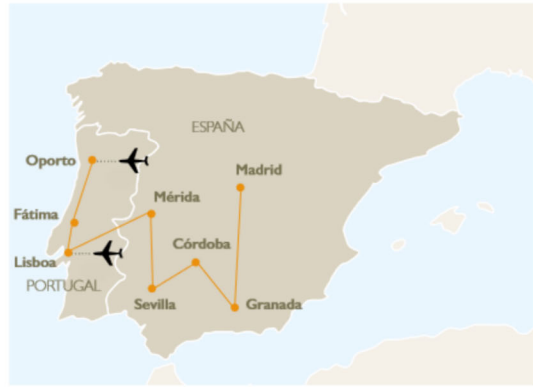 ESPAÑA
Oporto
Madrid
Mérida
Fátima
Córdoba
Lisboa
PORTUGAL
Sevilla
Granada